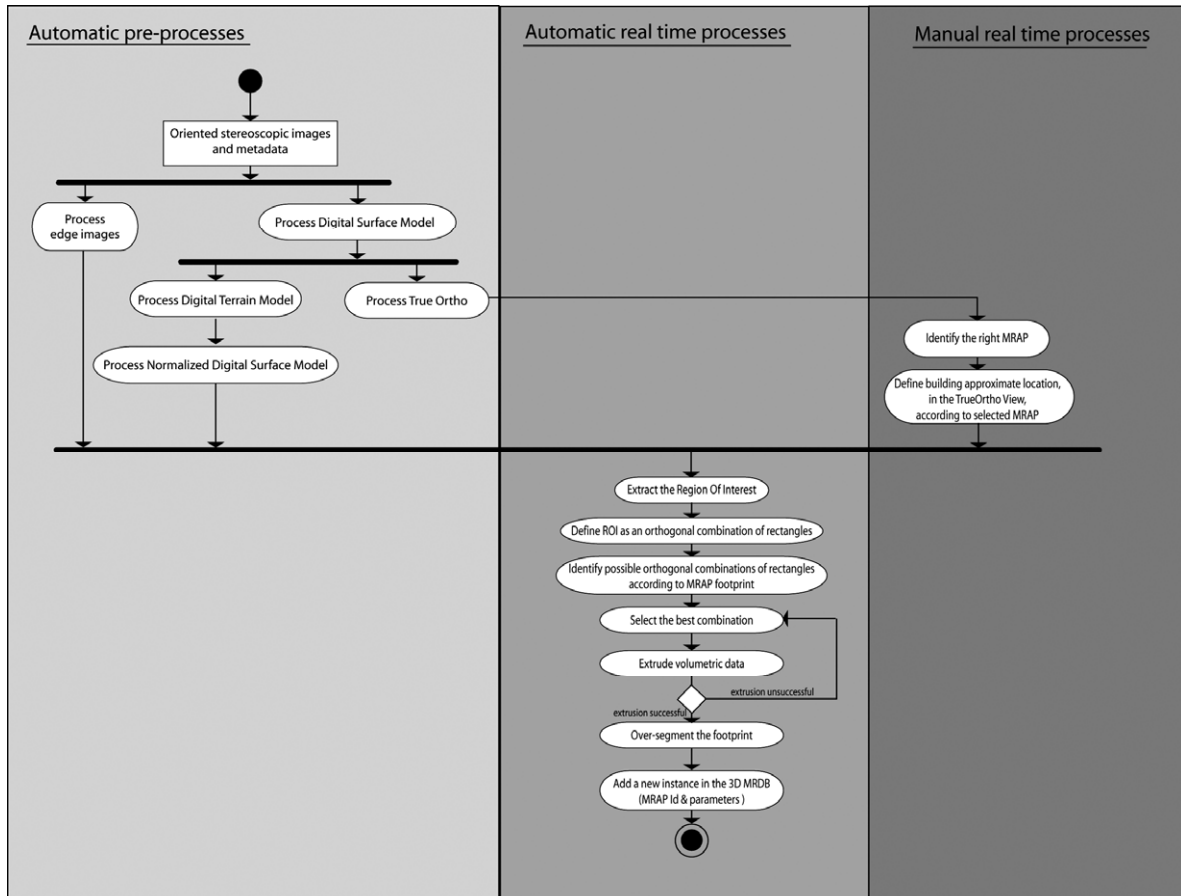 Automatic pre-processes
Automatic real time processes
Manual real time processes
Oriented stereoscopic images
and metadata
Process
edge images
Process Digital Surface Model
Process Digital Terrain Model
Process True Ortho
Process Normalized Digital Surface Model
Identify the right MRAP
Define building approximate location,
in the TrueOrtho View,
according to selected MRAP
Extract the Region Of Interest
Define ROI as an orthogonal combination of rectangles
Identify possible orthogonal combinations of rectangles
according to MRAP footprint
Select the best combination
Extrude volumetric data
extrusion unsuccessful
extrusion successful
Over-segment the footprint
Add a new instance in the 3D MRDB
(MRAP Id & parameters )